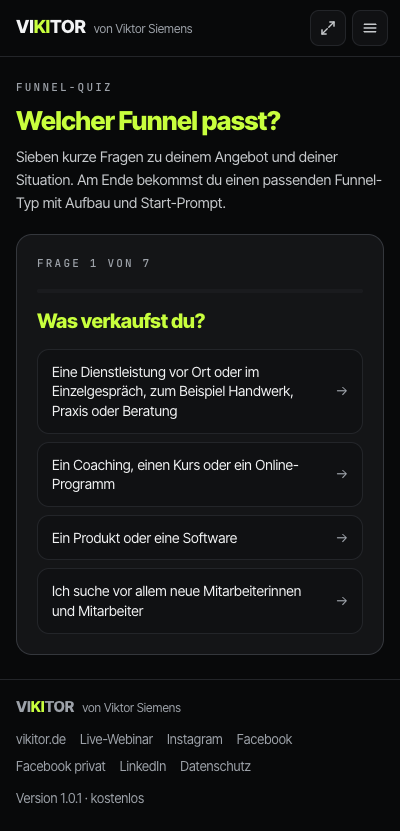 VIKITOR von Viktor Siemens
FUNNEL-QUIZ
Welcher Funnel passt?
Sieben kurze Fragen zu deinem Angebot und deiner
Situation. Am Ende bekommst du einen passenden Funnel-
Typ mit Aufbau und Start-Prompt.
FRAGE 1 VON 7
Was verkaufst du?
Eine Dienstleistung vor Ort oder im
Einzelgespräch, zum Beispiel Handwerk,
Praxis oder Beratung
Ein Coaching, einen Kurs oder ein Online-
Programm
Ein Produkt oder eine Software
Ich suche vor allem neue Mitarbeiterinnen
und Mitarbeiter
VIKITOR von Viktor Siemens
vikitor.de Live-Webinar Instagram Facebook
Facebook privat LinkedIn Datenschutz
Version 1.0.1 · kostenlos